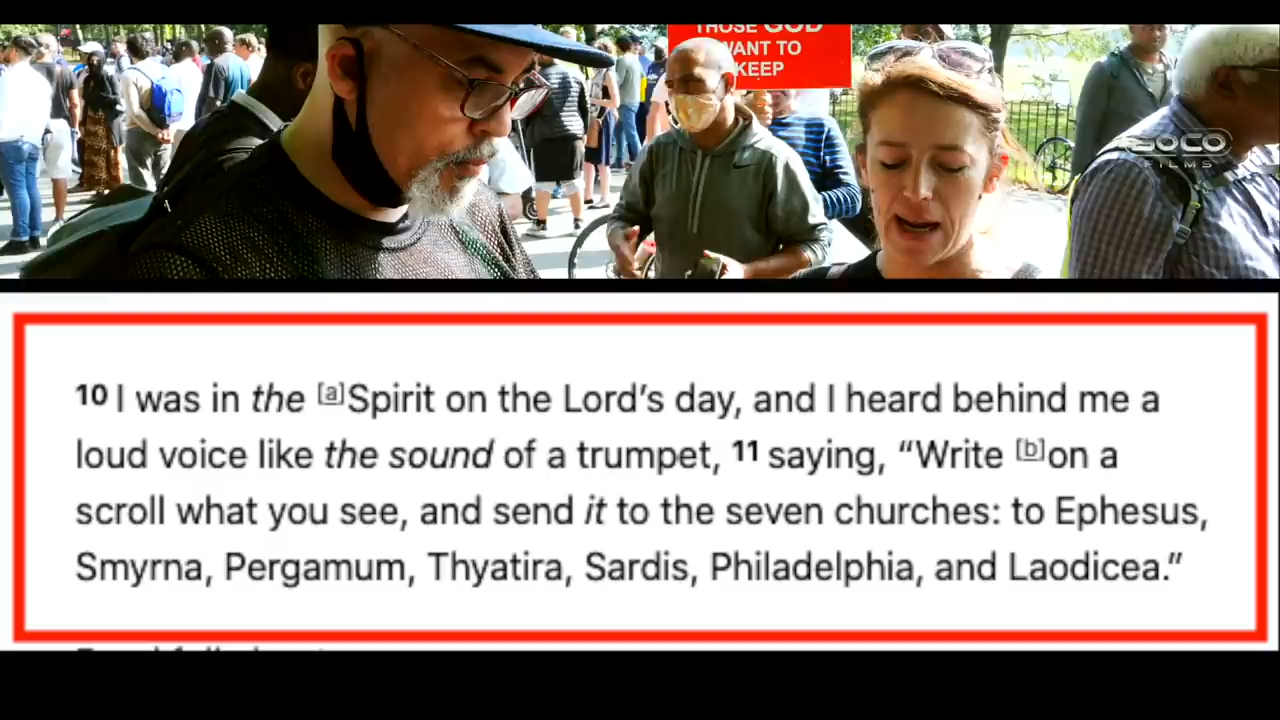 THOSE GOD
WANT TO
KEEP
SOCO
FILMS
10 I was in the [a]Spirit on the Lord’s day, and I heard behind me a
loud voice like the sound of a trumpet, 11 saying, “Write [b]on a
scroll what you see, and send it to the seven churches: to Ephesus,
Smyrna, Pergamum, Thyatira, Sardis, Philadelphia, and Laodicea.”